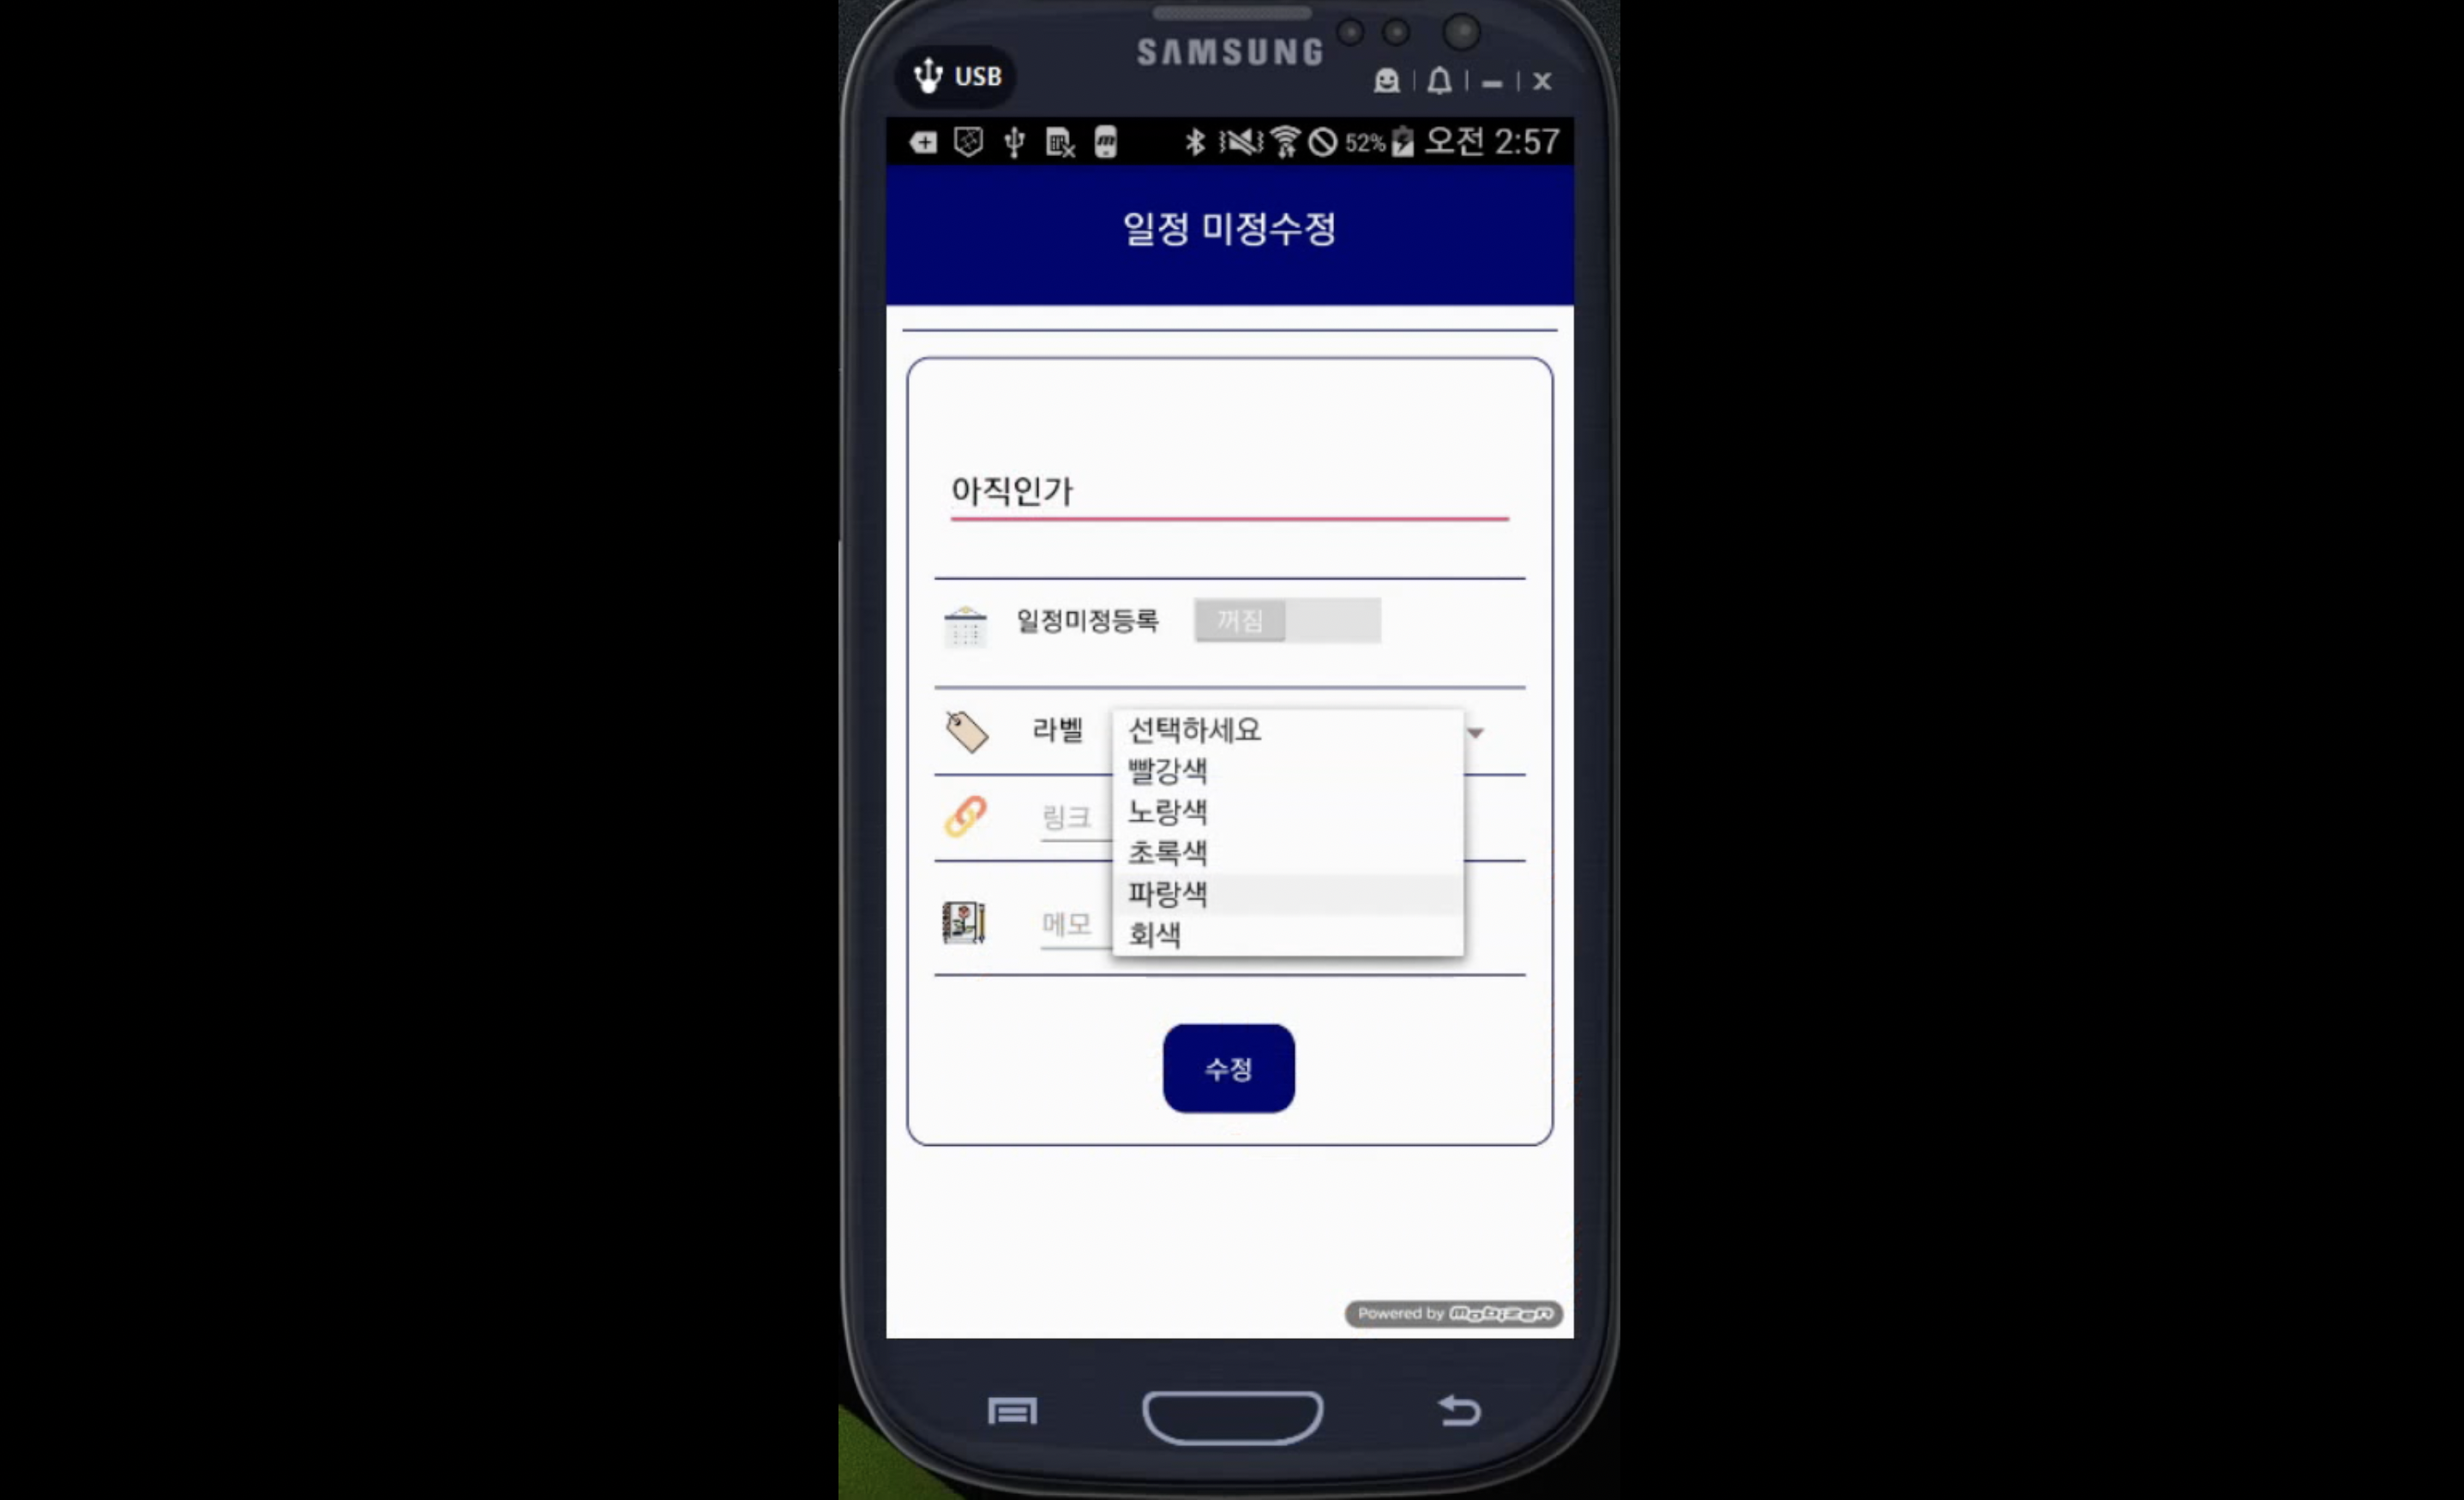 SAMSUNG
USB
52% 오전 2:57
일정 미정수정
아직인가
일정미정등록 꺼짐
라벨 선택하세요
빨강색
노랑색
링크
초록색
파랑색
메모
회색
수정
Powered by mobizen